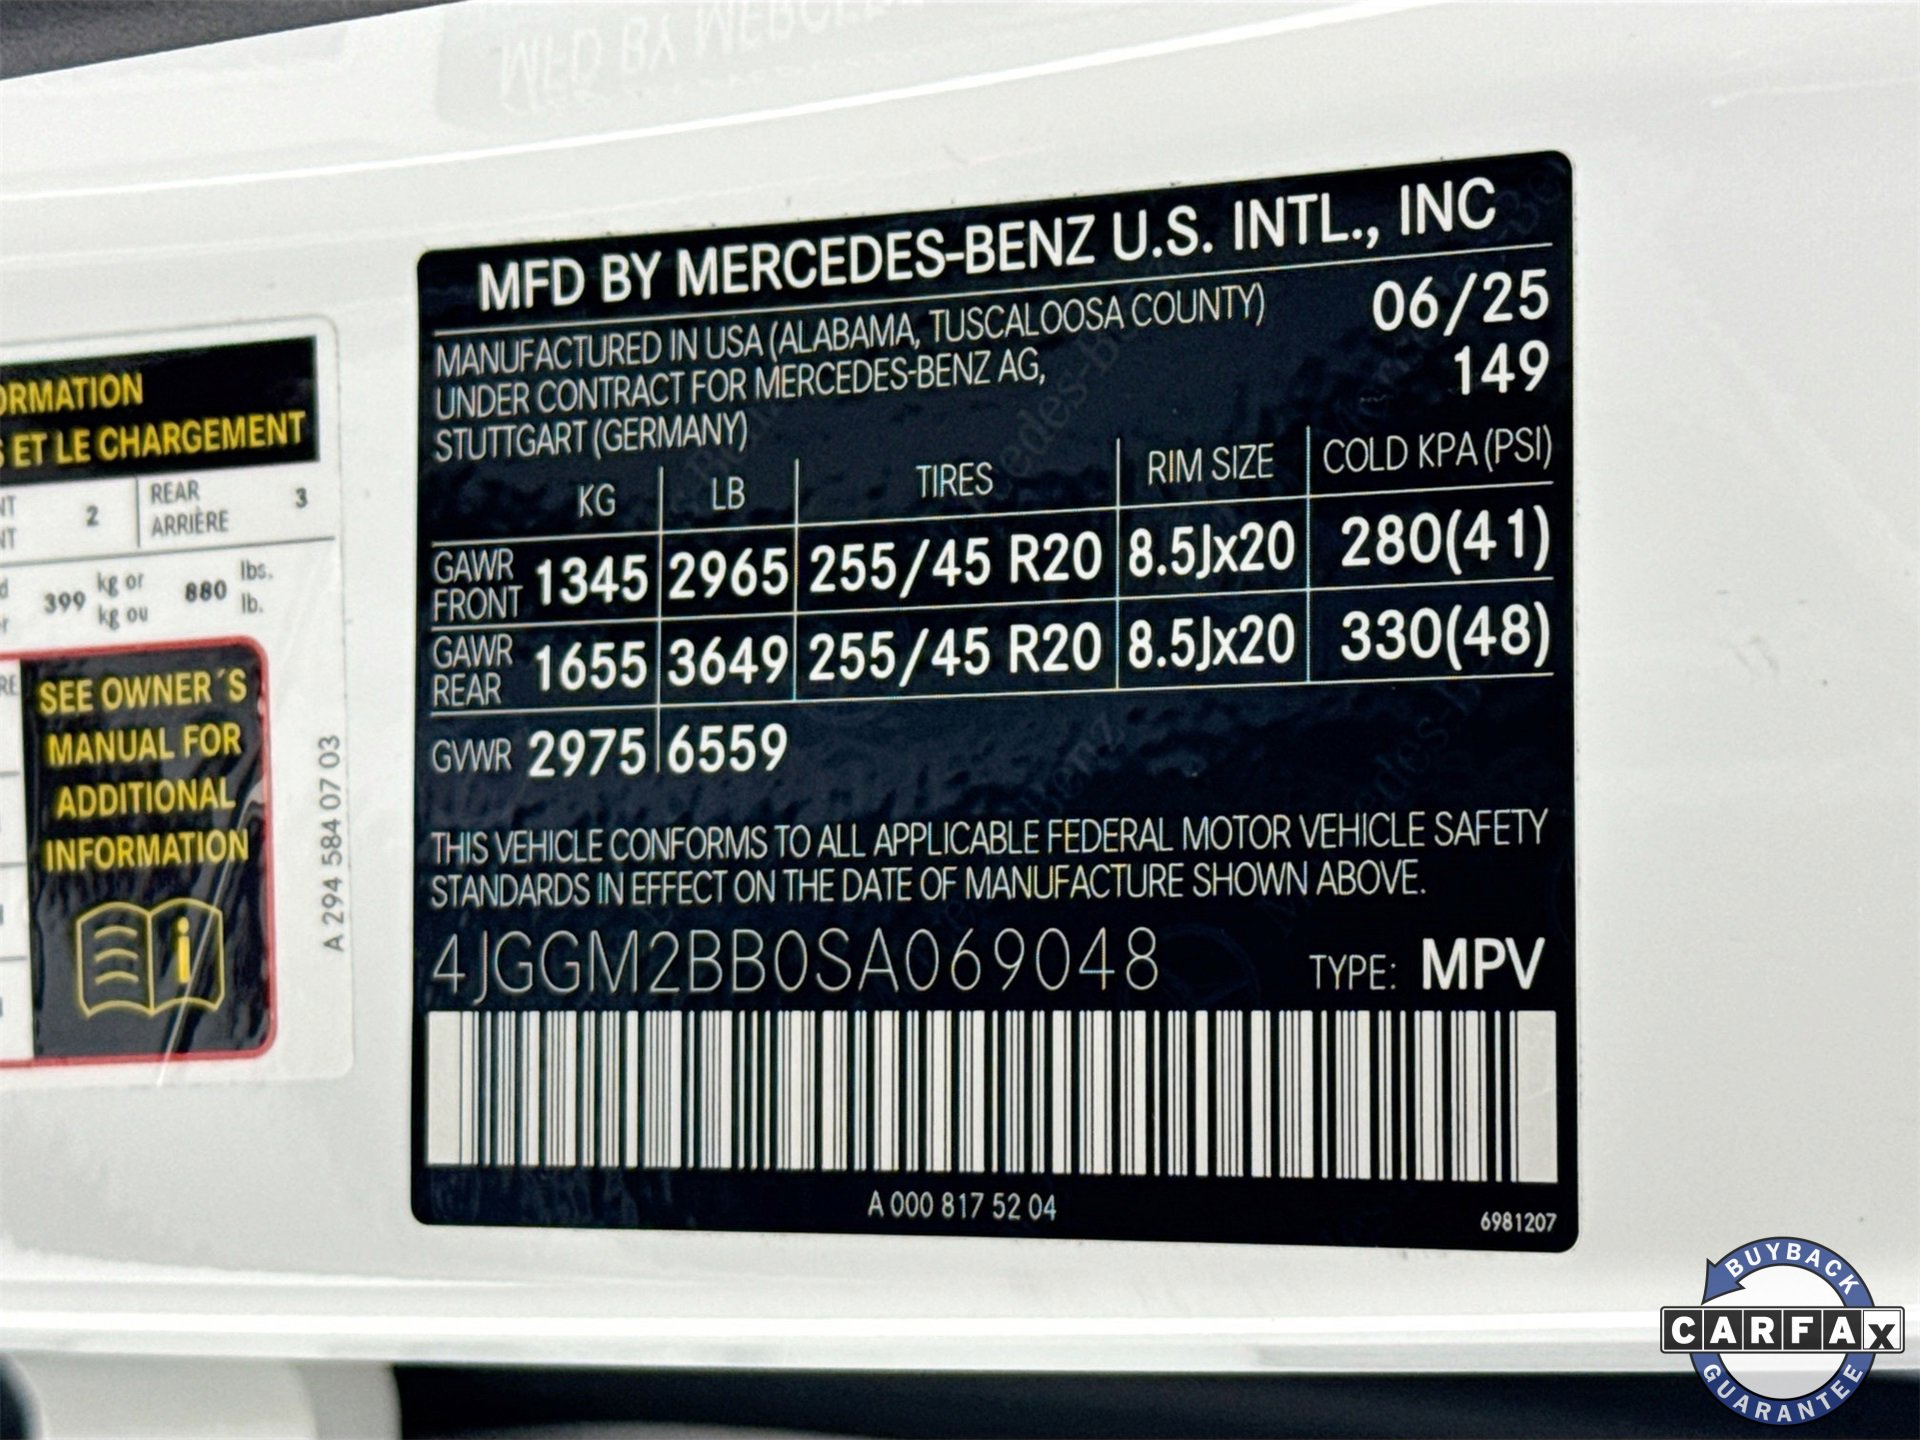 MFD BY MERCEDES-BENZ U.S. INTL., INC
MANUFACTURED IN USA (ALABAMA, TUSCALOOSA COUNTY) 06/25
UNDER CONTRACT FOR MERCEDES-BENZ AG, 149
STUTTGART (GERMANY)
KG LB TIRES RIM SIZE COLD KPA (PSI)
GAWR FRONT 1345 2965 255/45 R20 8.5Jx20 280(41)
GAWR REAR 1655 3649 255/45 R20 8.5Jx20 330(48)
GVWR 2975 6559
THIS VEHICLE CONFORMS TO ALL APPLICABLE FEDERAL MOTOR VEHICLE SAFETY
STANDARDS IN EFFECT ON THE DATE OF MANUFACTURE SHOWN ABOVE.
4JGGM2BB0SA069048 TYPE: MPV
A 000 817 52 04
6981207
ET LE CHARGEMENT
2 REAR 3
ARRIÈRE
399 kg or 880 lbs.
kg ou lb.
SEE OWNER´S
MANUAL FOR
ADDITIONAL
INFORMATION
A 294 584 07 03
MFD BY
BUYBACK
CARFAX
GUARANTEE